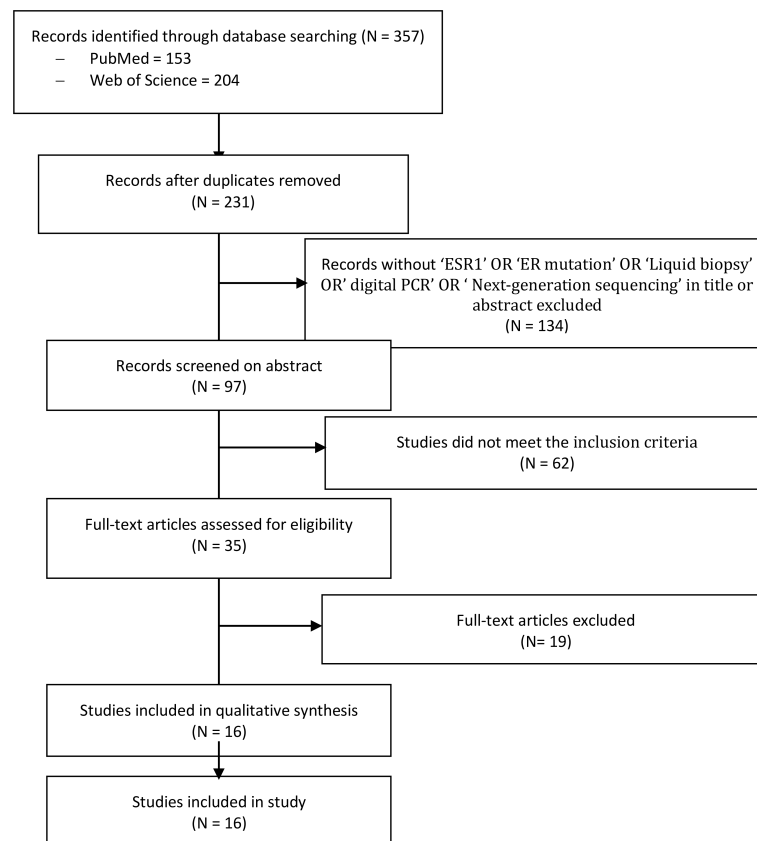 Records identified through database searching (N = 357)
– PubMed = 153
– Web of Science = 204
Records after duplicates removed
(N = 231)
Records without ‘ESR1’ OR ‘ER mutation’ OR ‘Liquid biopsy’
OR’ digital PCR’ OR ‘ Next-generation sequencing’ in title or
abstract excluded
(N = 134)
Records screened on abstract
(N = 97)
Studies did not meet the inclusion criteria
(N = 62)
Full-text articles assessed for eligibility
(N = 35)
Full-text articles excluded
(N= 19)
Studies included in qualitative synthesis
(N = 16)
Studies included in study
(N = 16)